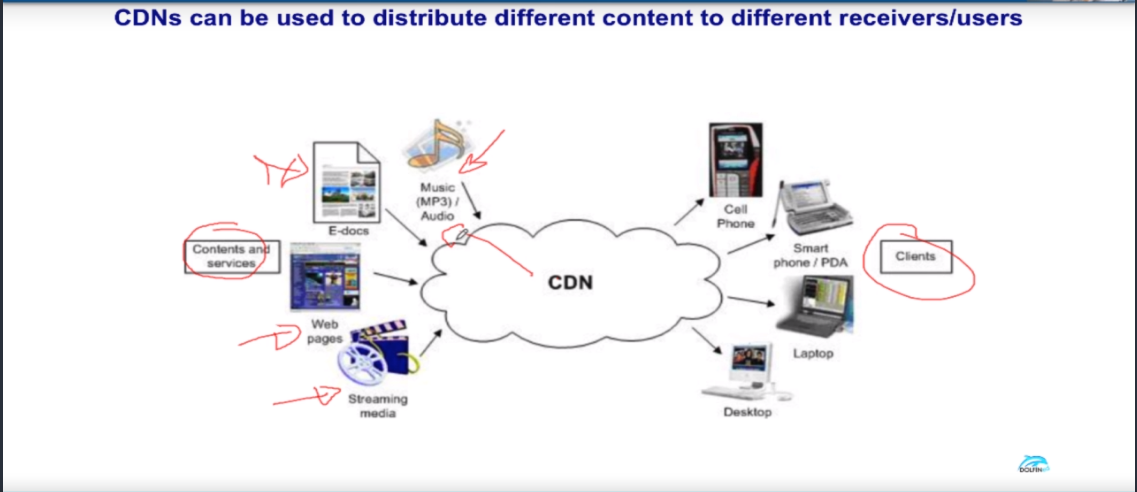 CDNs can be used to distribute different content to different receivers/users
Music
(MP3) /
Audio
E-docs
Contents and
services
Web
pages
Streaming
media
CDN
Cell
Phone
Smart
phone / PDA
Clients
Laptop
Desktop
DOLFIN